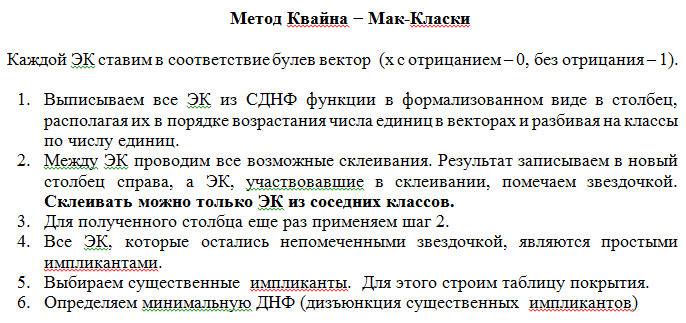 Метод Квайна – Мак-Класки
Каждой ЭК ставим в соответствие булев вектор (х с отрицанием – 0, без отрицания – 1).
1. Выписываем все ЭК из СДНФ функции в формализованном виде в столбец,
располагая их в порядке возрастания числа единиц в векторах и разбивая на классы
по числу единиц.
2. Между ЭК проводим все возможные склеивания. Результат записываем в новый
столбец справа, а ЭК, участвовавшие в склеивании, помечаем звездочкой.
Склеивать можно только ЭК из соседних классов.
3. Для полученного столбца еще раз применяем шаг 2.
4. Все ЭК, которые остались непомеченными звездочкой, являются простыми
импликантами.
5. Выбираем существенные импликанты. Для этого строим таблицу покрытия.
6. Определяем минимальную ДНФ (дизъюнкция существенных импликантов)